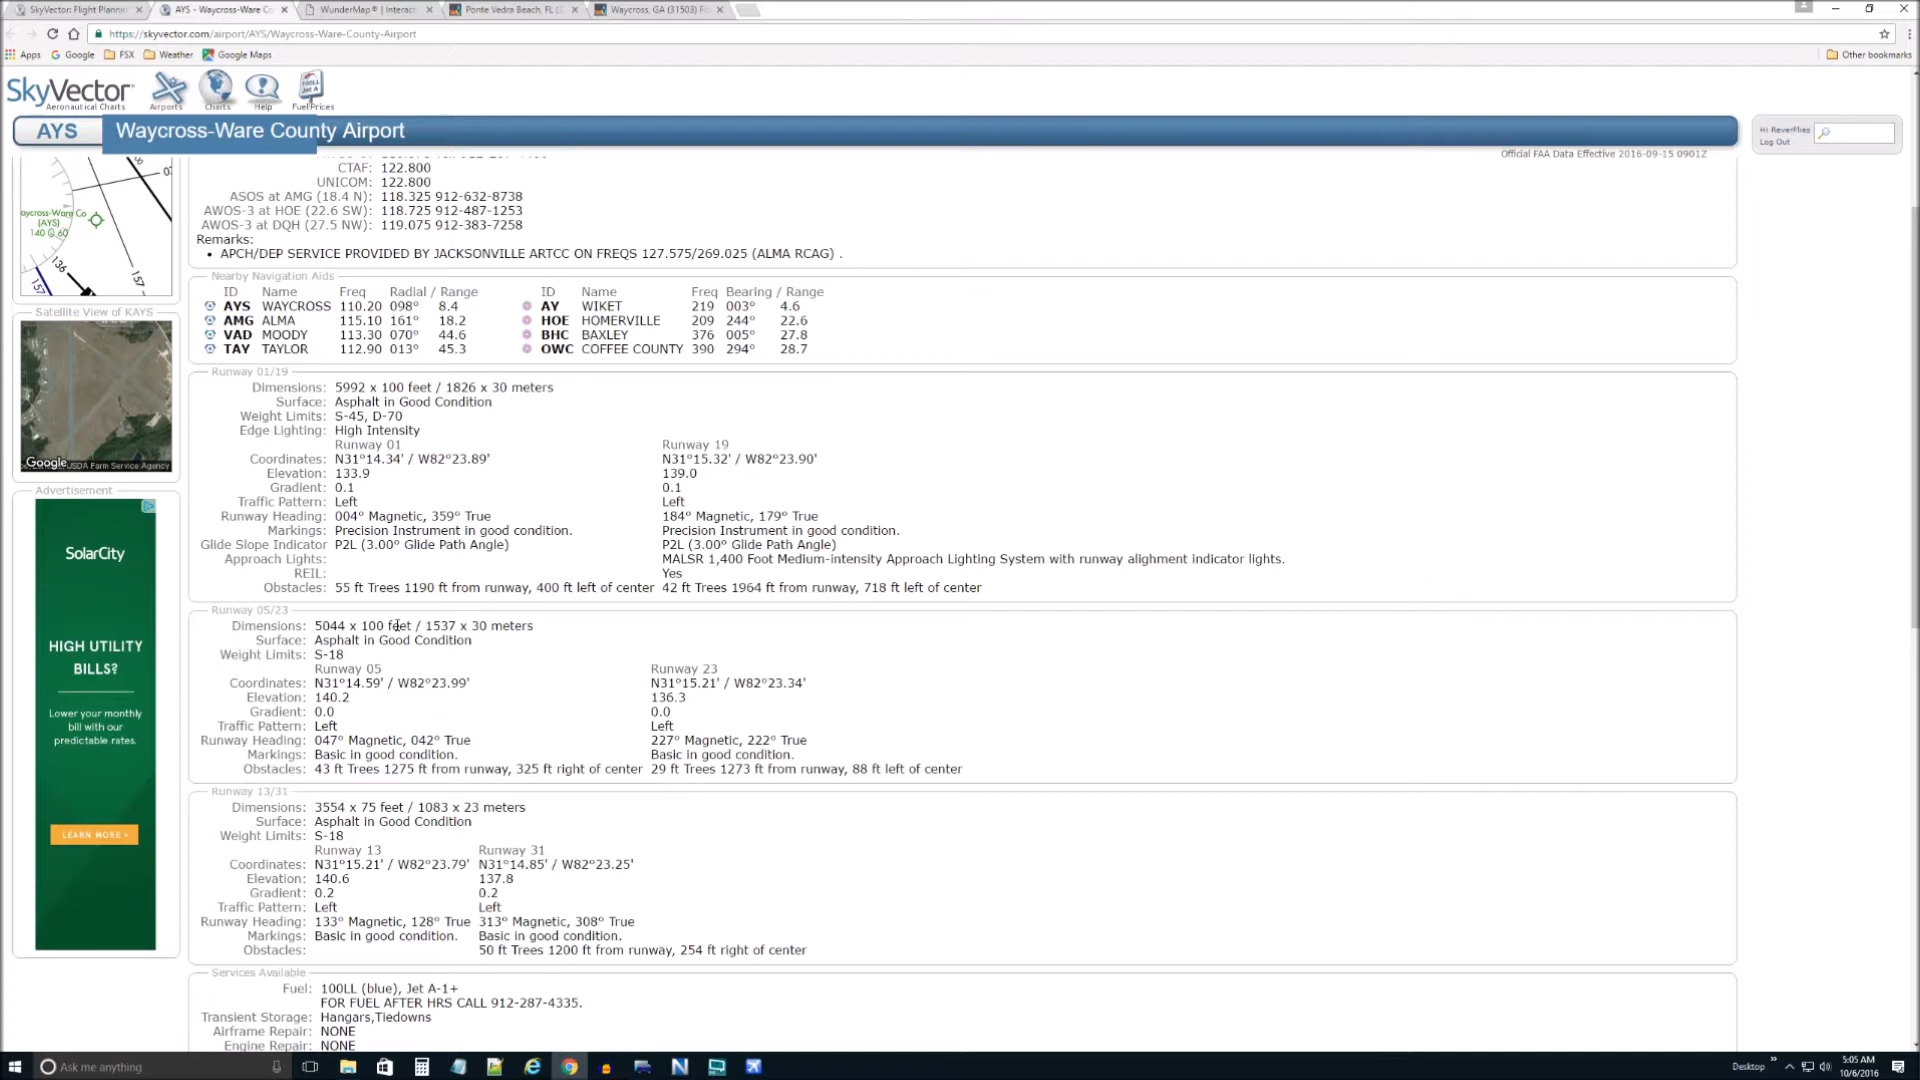 SkyVector: Flight Plannin
AYS - Waycross-Ware Co
WunderMap® | Interact
Ponte Vedra Beach, FL (
Waycross, GA (31503) Fo
https://skyvector.com/airport/AYS/Waycross-Ware-County-Airport
Apps Google FSX Weather Google Maps Other bookmarks
SkyVector
Aeronautical Charts
Airports Charts Help 100LL Jet A Fuel Prices
AYS Waycross-Ware County Airport
Hi ReverFlies
Log Out
Official FAA Data Effective 2016-09-15 0901Z
CTAF: 122.800
UNICOM: 122.800
ASOS at AMG (18.4 N): 118.325 912-632-8738
AWOS-3 at HOE (22.6 SW): 118.725 912-487-1253
AWOS-3 at DQH (27.5 NW): 119.075 912-383-7258
Remarks:
• APCH/DEP SERVICE PROVIDED BY JACKSONVILLE ARTCC ON FREQS 127.575/269.025 (ALMA RCAG) .
aycross-Ware Co
(AYS)
140 60
136
157
157
Nearby Navigation Aids
ID Name Freq Radial / Range ID Name Freq Bearing / Range
AYS WAYCROSS 110.20 098° 8.4 AY WIKET 219 003° 4.6
AMG ALMA 115.10 161° 18.2 HOE HOMERVILLE 209 244° 22.6
VAD MOODY 113.30 070° 44.6 BHC BAXLEY 376 005° 27.8
TAY TAYLOR 112.90 013° 45.3 OWC COFFEE COUNTY 390 294° 28.7
Satellite View of KAYS
Google
USDA Farm Service Agency
Runway 01/19
Dimensions: 5992 x 100 feet / 1826 x 30 meters
Surface: Asphalt in Good Condition
Weight Limits: S-45, D-70
Edge Lighting: High Intensity
Runway 01 Runway 19
Coordinates: N31°14.34' / W82°23.89' N31°15.32' / W82°23.90'
Elevation: 133.9 139.0
Gradient: 0.1 0.1
Traffic Pattern: Left Left
Runway Heading: 004° Magnetic, 359° True 184° Magnetic, 179° True
Markings: Precision Instrument in good condition. Precision Instrument in good condition.
Glide Slope Indicator P2L (3.00° Glide Path Angle) P2L (3.00° Glide Path Angle)
Approach Lights: MALSR 1,400 Foot Medium-intensity Approach Lighting System with runway alighment indicator lights.
REIL: Yes
Obstacles: 55 ft Trees 1190 ft from runway, 400 ft left of center 42 ft Trees 1964 ft from runway, 718 ft left of center
Advertisement
SolarCity
HIGH UTILITY
BILLS?
Lower your monthly
bill with our
predictable rates.
LEARN MORE >
Runway 05/23
Dimensions: 5044 x 100 feet / 1537 x 30 meters
Surface: Asphalt in Good Condition
Weight Limits: S-18
Runway 05 Runway 23
Coordinates: N31°14.59' / W82°23.99' N31°15.21' / W82°23.34'
Elevation: 140.2 136.3
Gradient: 0.0 0.0
Traffic Pattern: Left Left
Runway Heading: 047° Magnetic, 042° True 227° Magnetic, 222° True
Markings: Basic in good condition. Basic in good condition.
Obstacles: 43 ft Trees 1275 ft from runway, 325 ft right of center 29 ft Trees 1273 ft from runway, 88 ft left of center
Runway 13/31
Dimensions: 3554 x 75 feet / 1083 x 23 meters
Surface: Asphalt in Good Condition
Weight Limits: S-18
Runway 13 Runway 31
Coordinates: N31°15.21' / W82°23.79' N31°14.85' / W82°23.25'
Elevation: 140.6 137.8
Gradient: 0.2 0.2
Traffic Pattern: Left Left
Runway Heading: 133° Magnetic, 128° True 313° Magnetic, 308° True
Markings: Basic in good condition. Basic in good condition.
Obstacles: 50 ft Trees 1200 ft from runway, 254 ft right of center
Services Available
Fuel: 100LL (blue), Jet A-1+
FOR FUEL AFTER HRS CALL 912-287-4335.
Transient Storage: Hangars,Tiedowns
Airframe Repair: NONE
Engine Repair: NONE
Ask me anything
Desktop
5:05 AM
10/6/2016